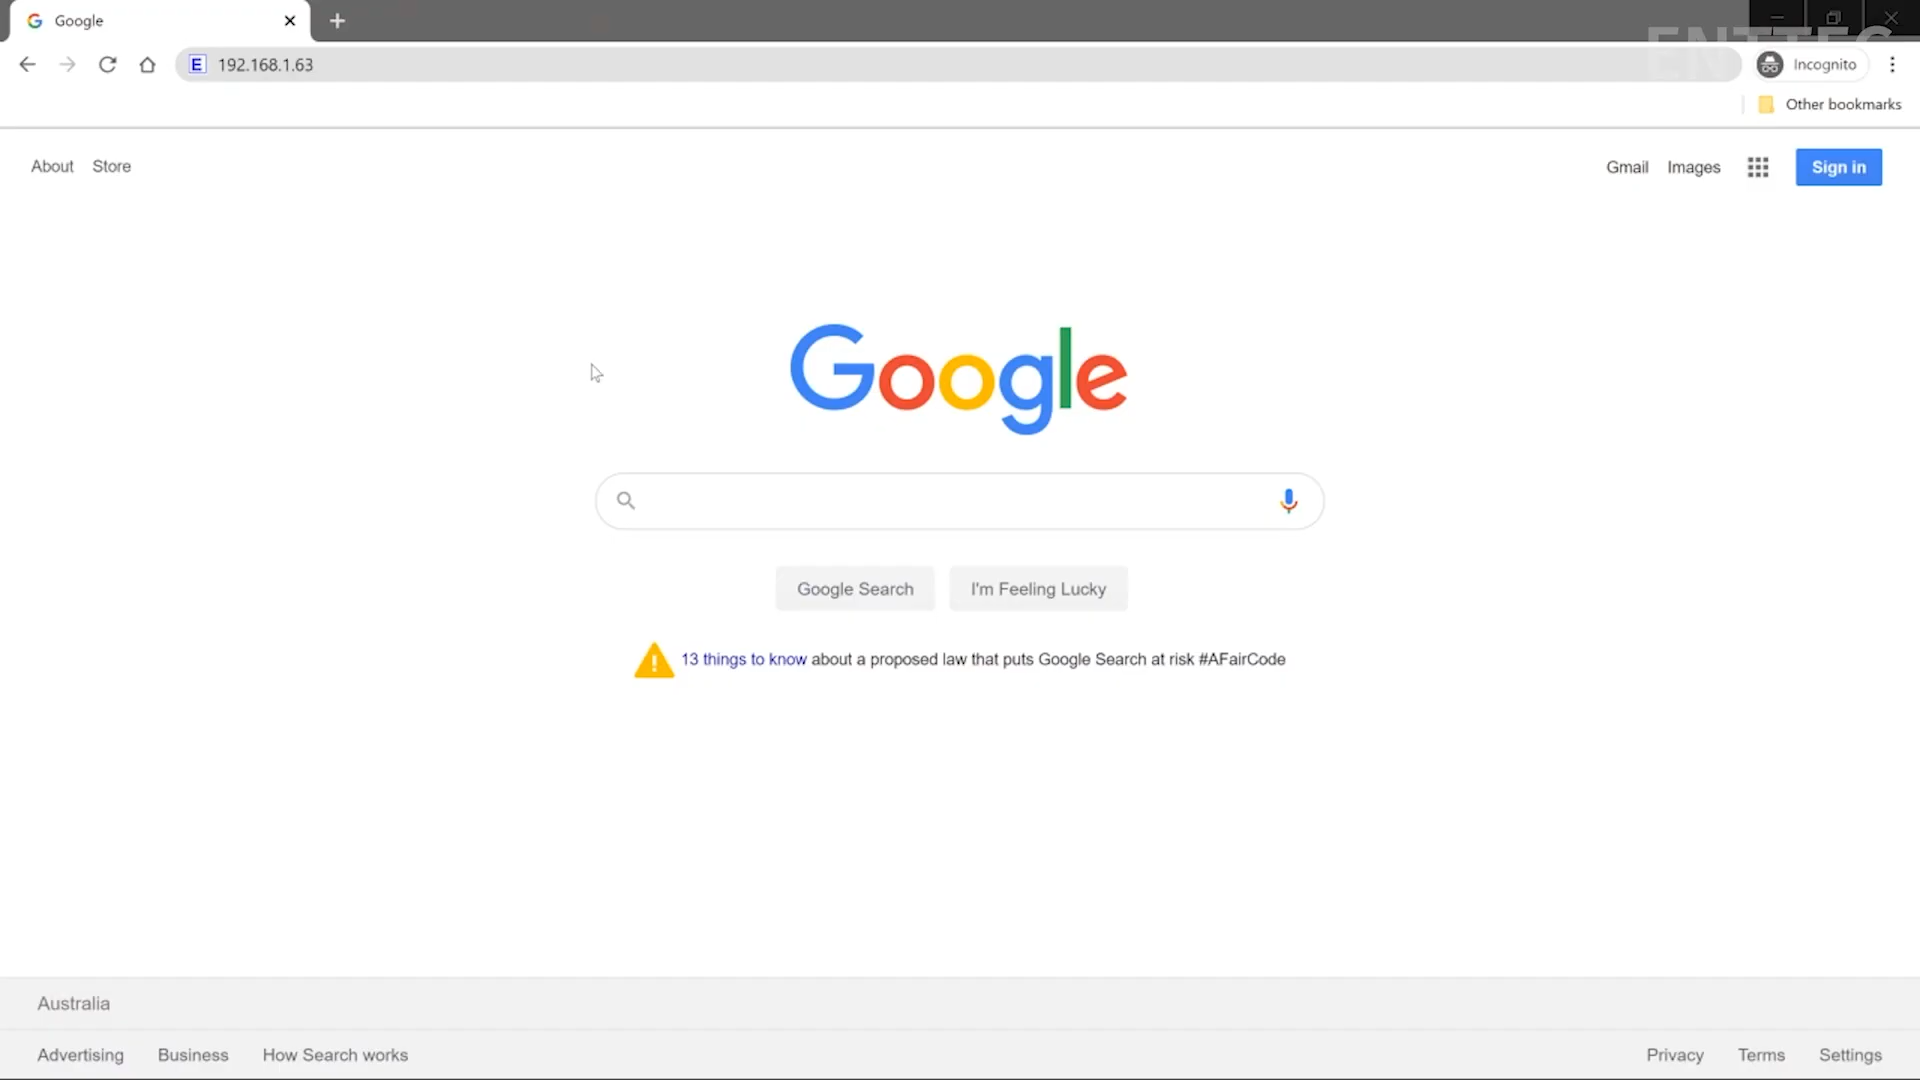 Google
ENTTEC
E 192.168.1.63
Incognito
Other bookmarks
About Store
Gmail Images Sign in
Google
Google Search I'm Feeling Lucky
13 things to know about a proposed law that puts Google Search at risk #AFairCode
Australia
Advertising Business How Search works
Privacy Terms Settings